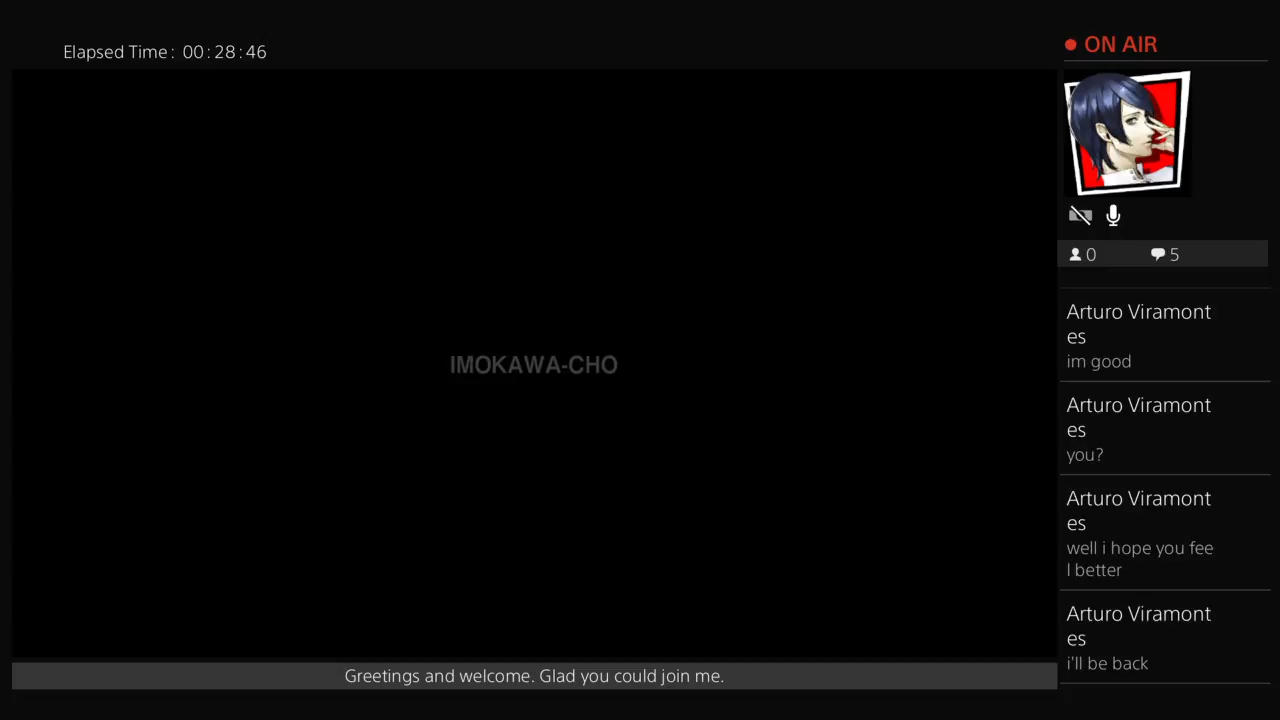 Elapsed Time: 00:28:46
ON AIR
0 5
IMOKAWA-CHO
Arturo Viramont
es
im good
Arturo Viramont
es
you?
Arturo Viramont
es
well i hope you fee
l better
Arturo Viramont
es
i'll be back
Greetings and welcome. Glad you could join me.